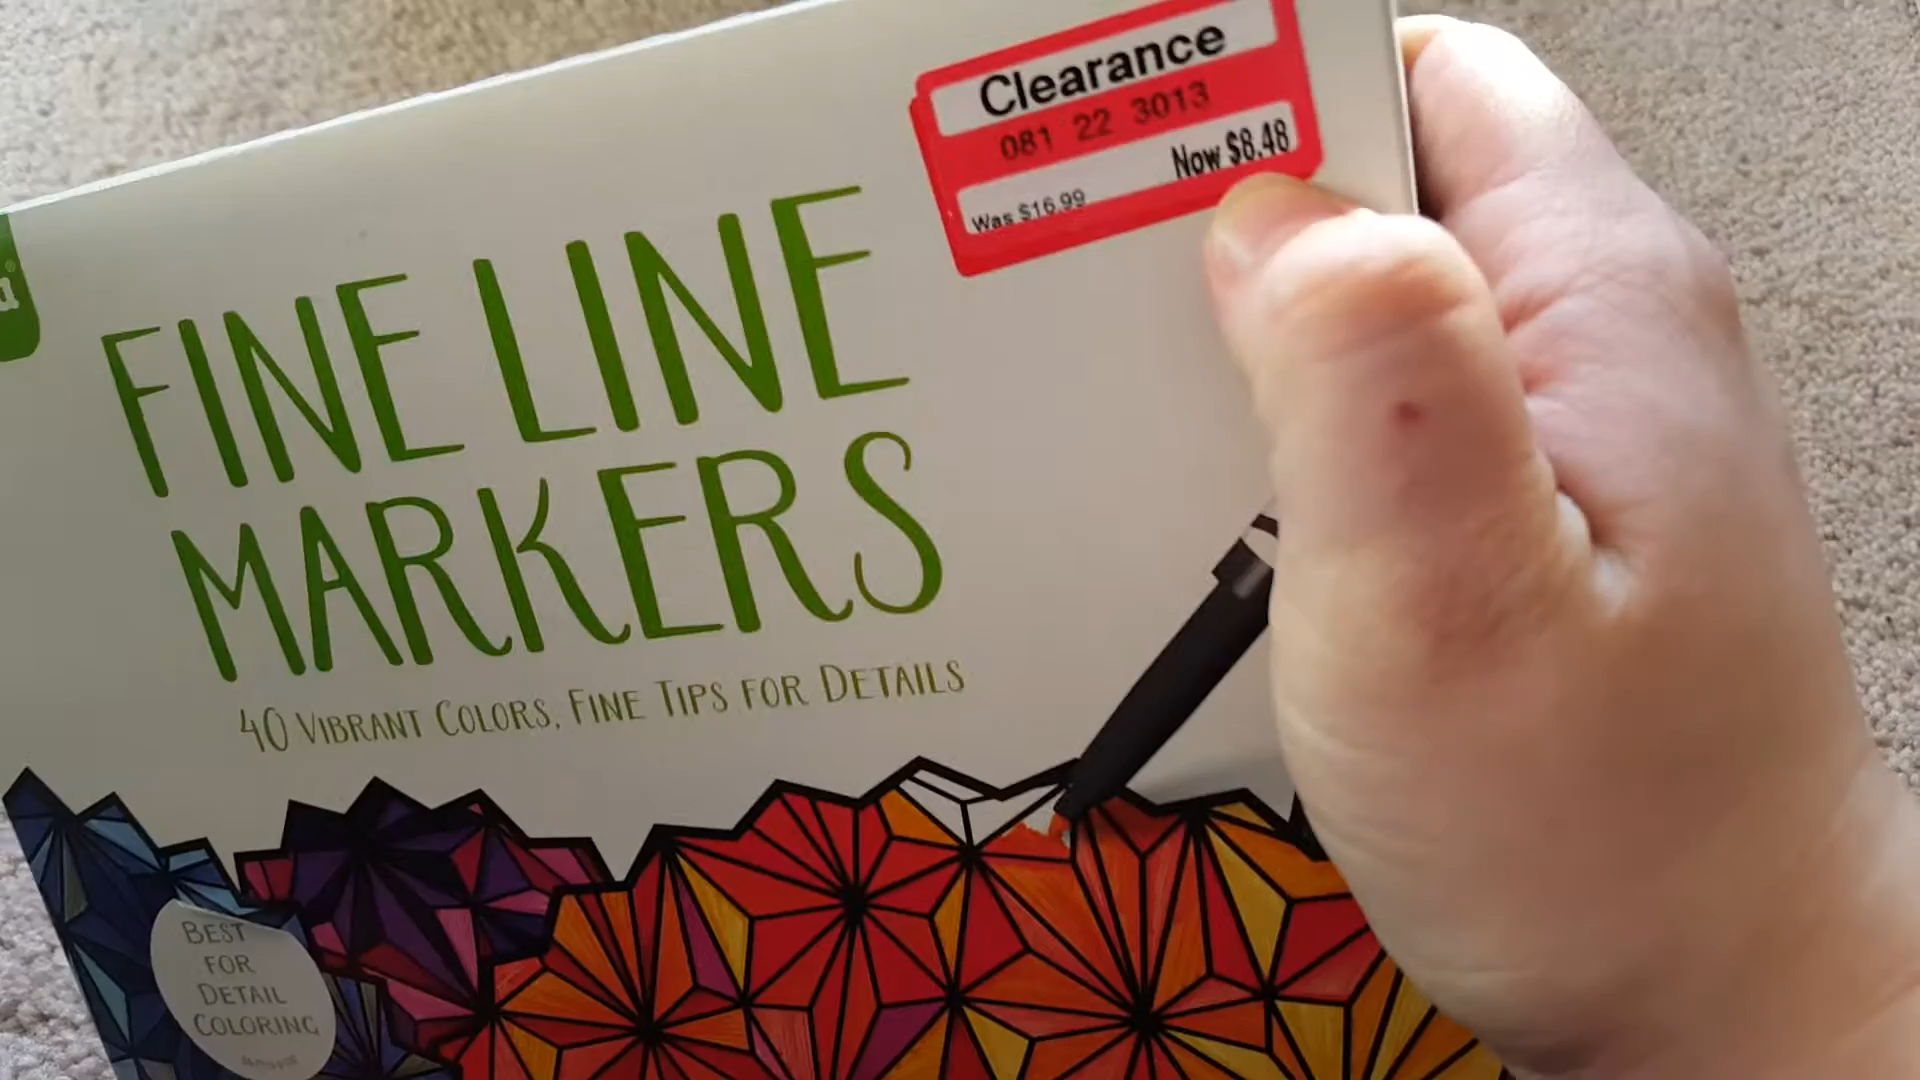 Clearance
081 22 3013
Now $8.48
Was $16.99
FINE LINE
MARKERS
40 VIBRANT COLORS, FINE TIPS FOR DETAILS
BEST
FOR
DETAIL
COLORING